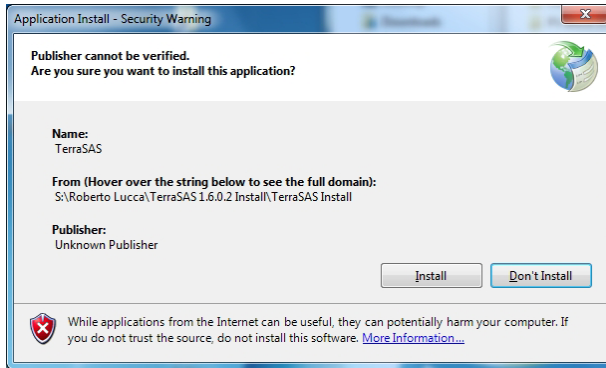 Application Install - Security Warning
Publisher cannot be verified.
Are you sure you want to install this application?
Name:
TerraSAS
From (Hover over the string below to see the full domain):
S:\Roberto Lucca\TerraSAS 1.6.0.2 Install\TerraSAS Install
Publisher:
Unknown Publisher
Install Don't Install
While applications from the Internet can be useful, they can potentially harm your computer. If
you do not trust the source, do not install this software. More Information...